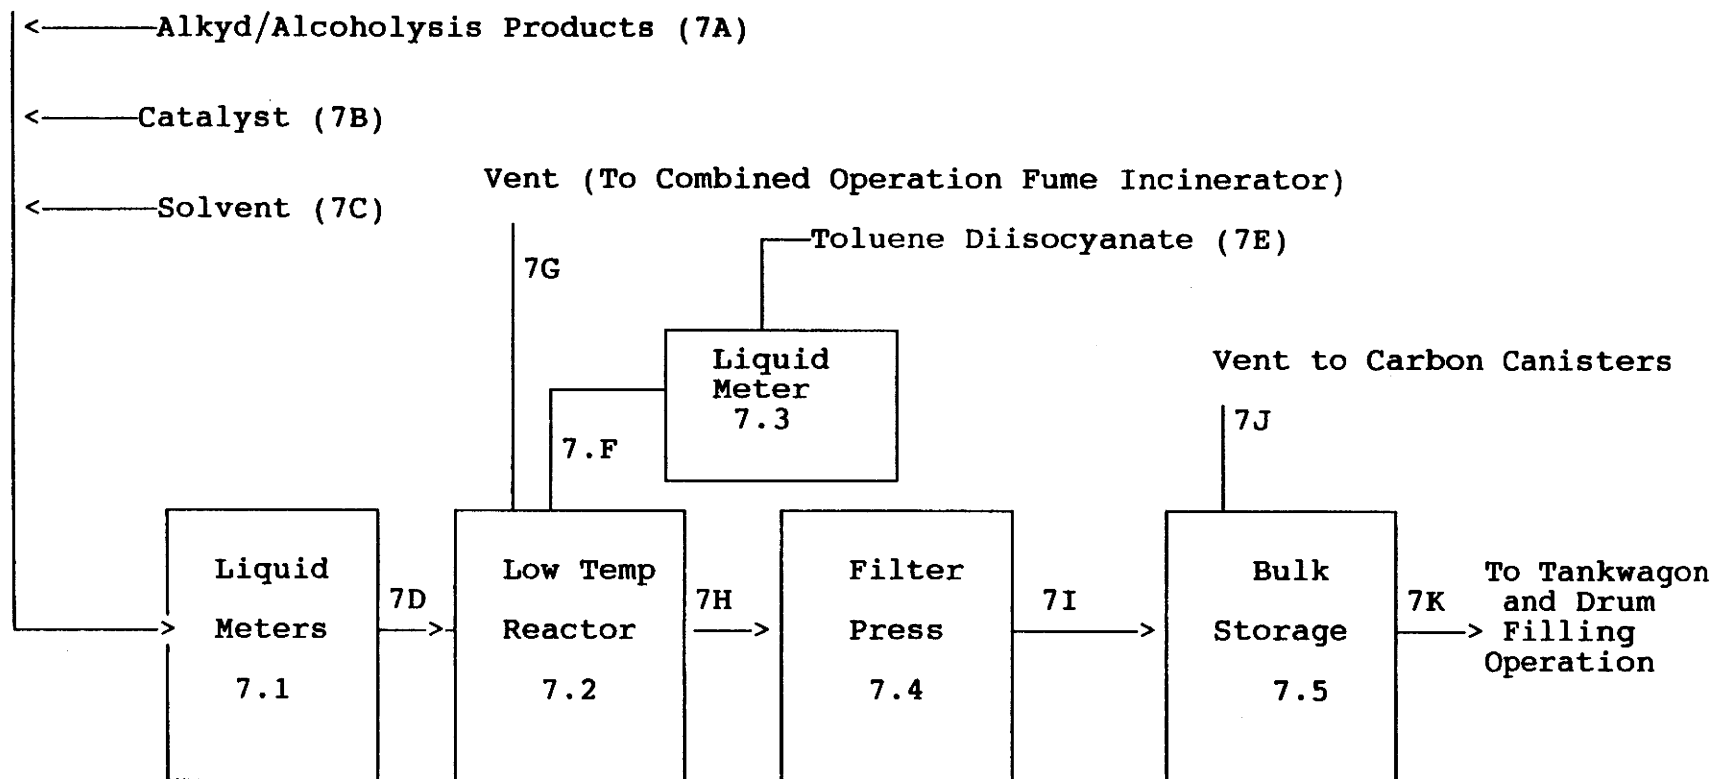 Alkyd/Alcoholysis Products (7A)
Catalyst (7B)
Solvent (7C)
Vent (To Combined Operation Fume Incinerator)
Toluene Diisocyanate (7E)
7G
Liquid
Meter
7.3
7.F
Vent to Carbon Canisters
7J
Liquid
Meters
7.1
7D
Low Temp
Reactor
7.2
7H
Filter
Press
7.4
7I
Bulk
Storage
7.5
7K
To Tankwagon
and Drum
Filling
Operation